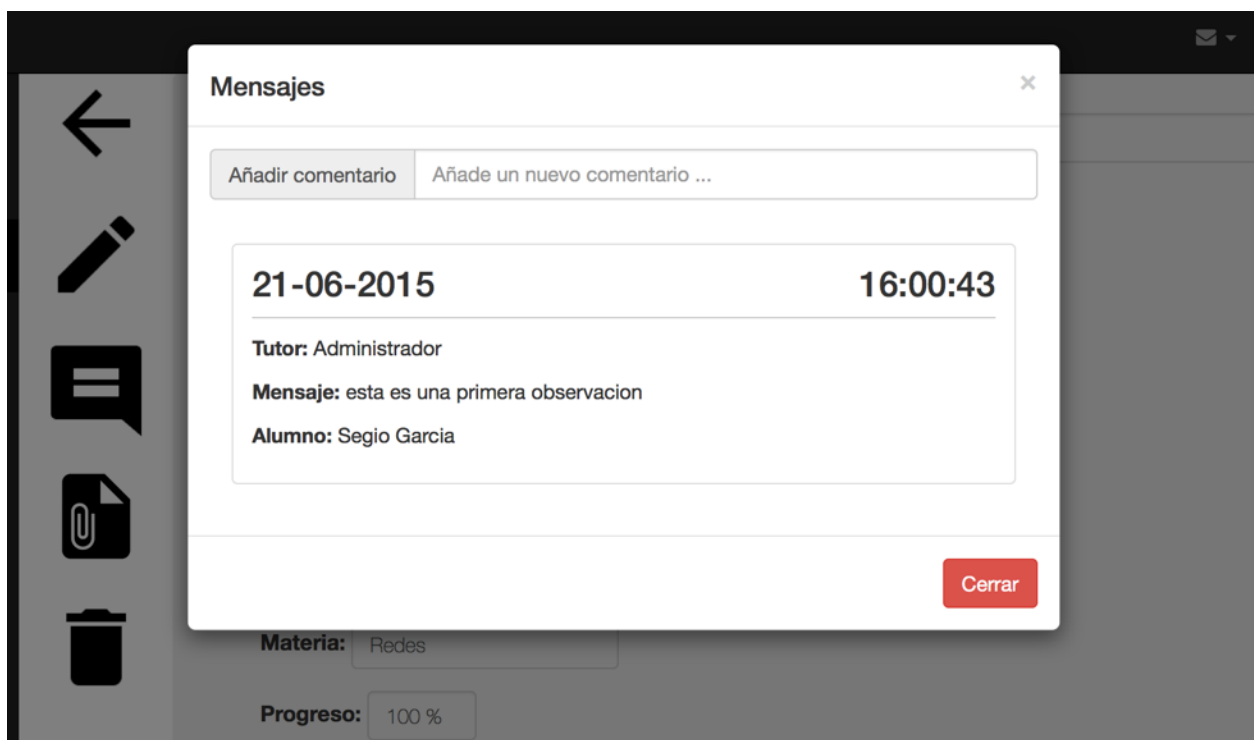 Mensajes ×
Añadir comentario Añade un nuevo comentario ...
21-06-2015 16:00:43
Tutor: Administrador
Mensaje: esta es una primera observacion
Alumno: Segio Garcia
Cerrar
Materia: Redes
Progreso: 100 %